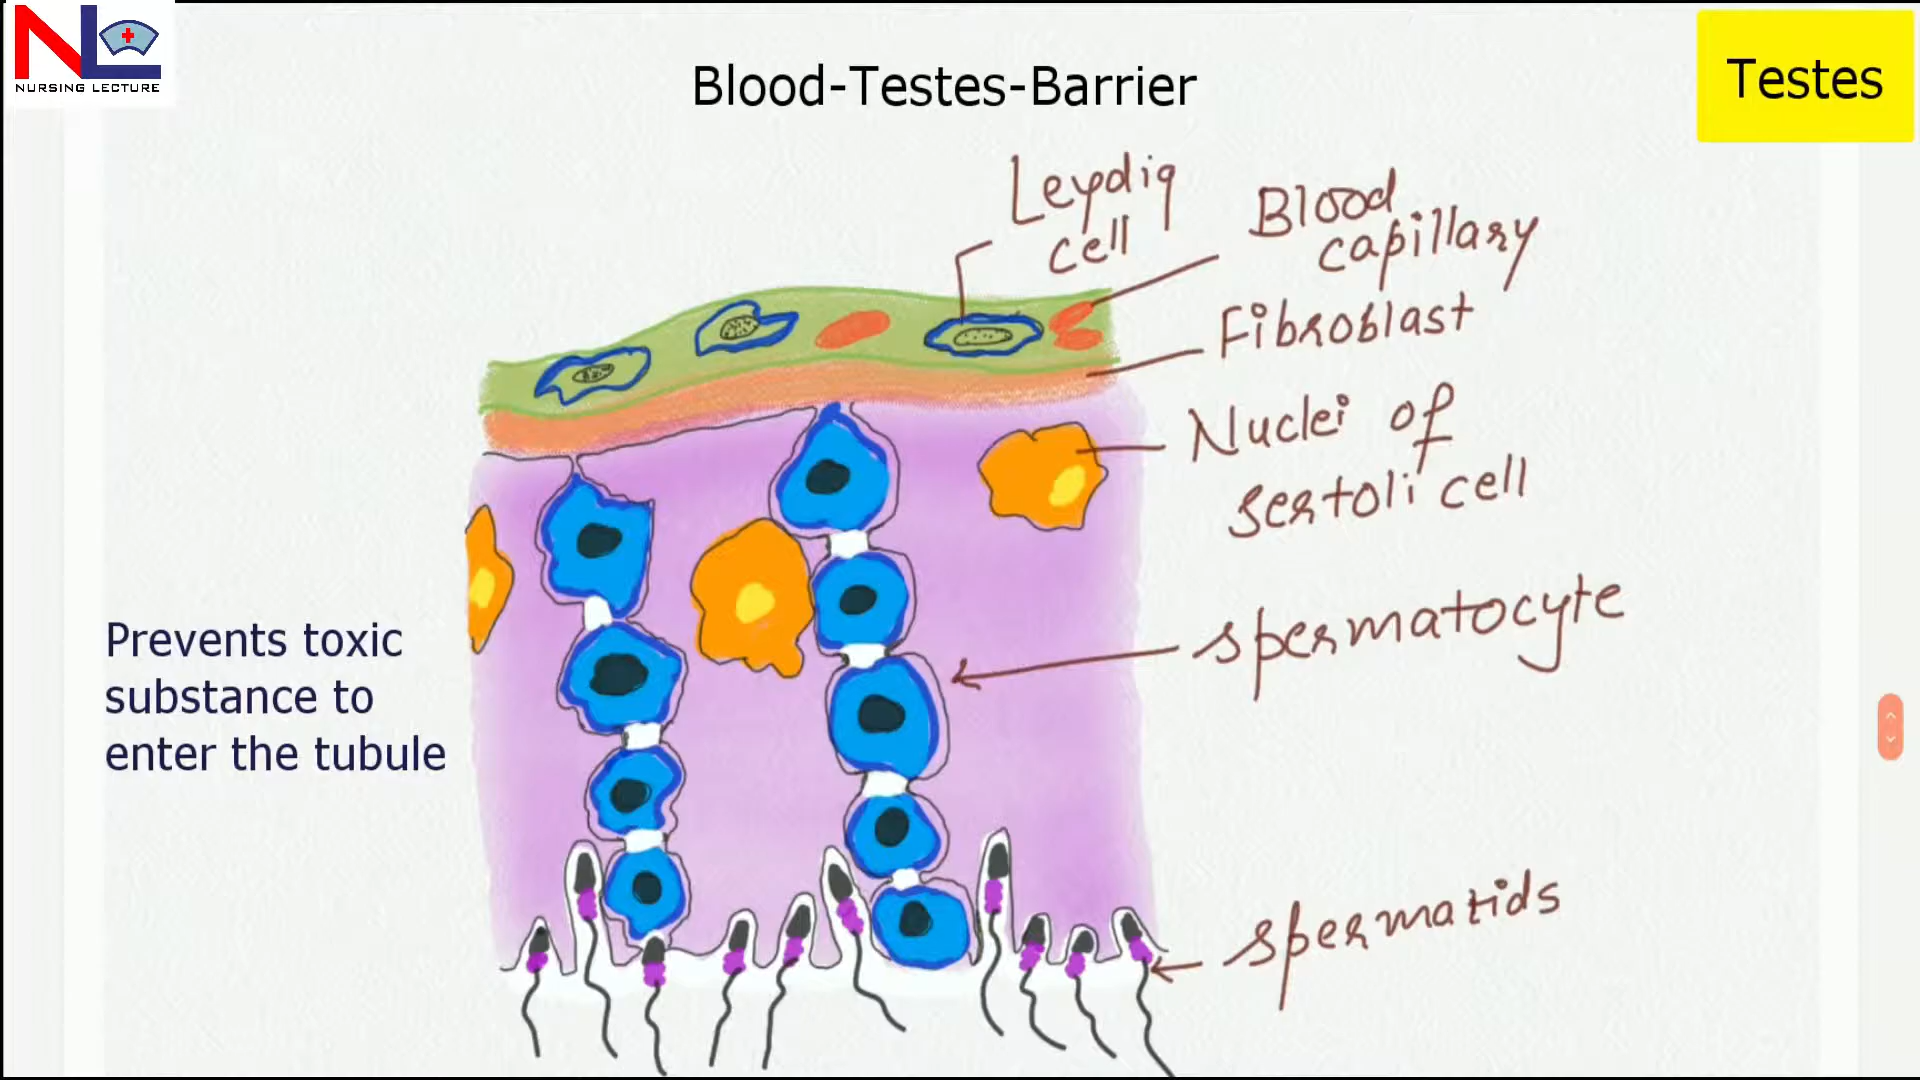 NL
NURSING LECTURE
Blood-Testes-Barrier
Testes
Leydig
cell
Blood
capillary
Fibroblast
Nuclei of
sertoli cell
Prevents toxic
substance to
enter the tubule
spermatocyte
spermatids